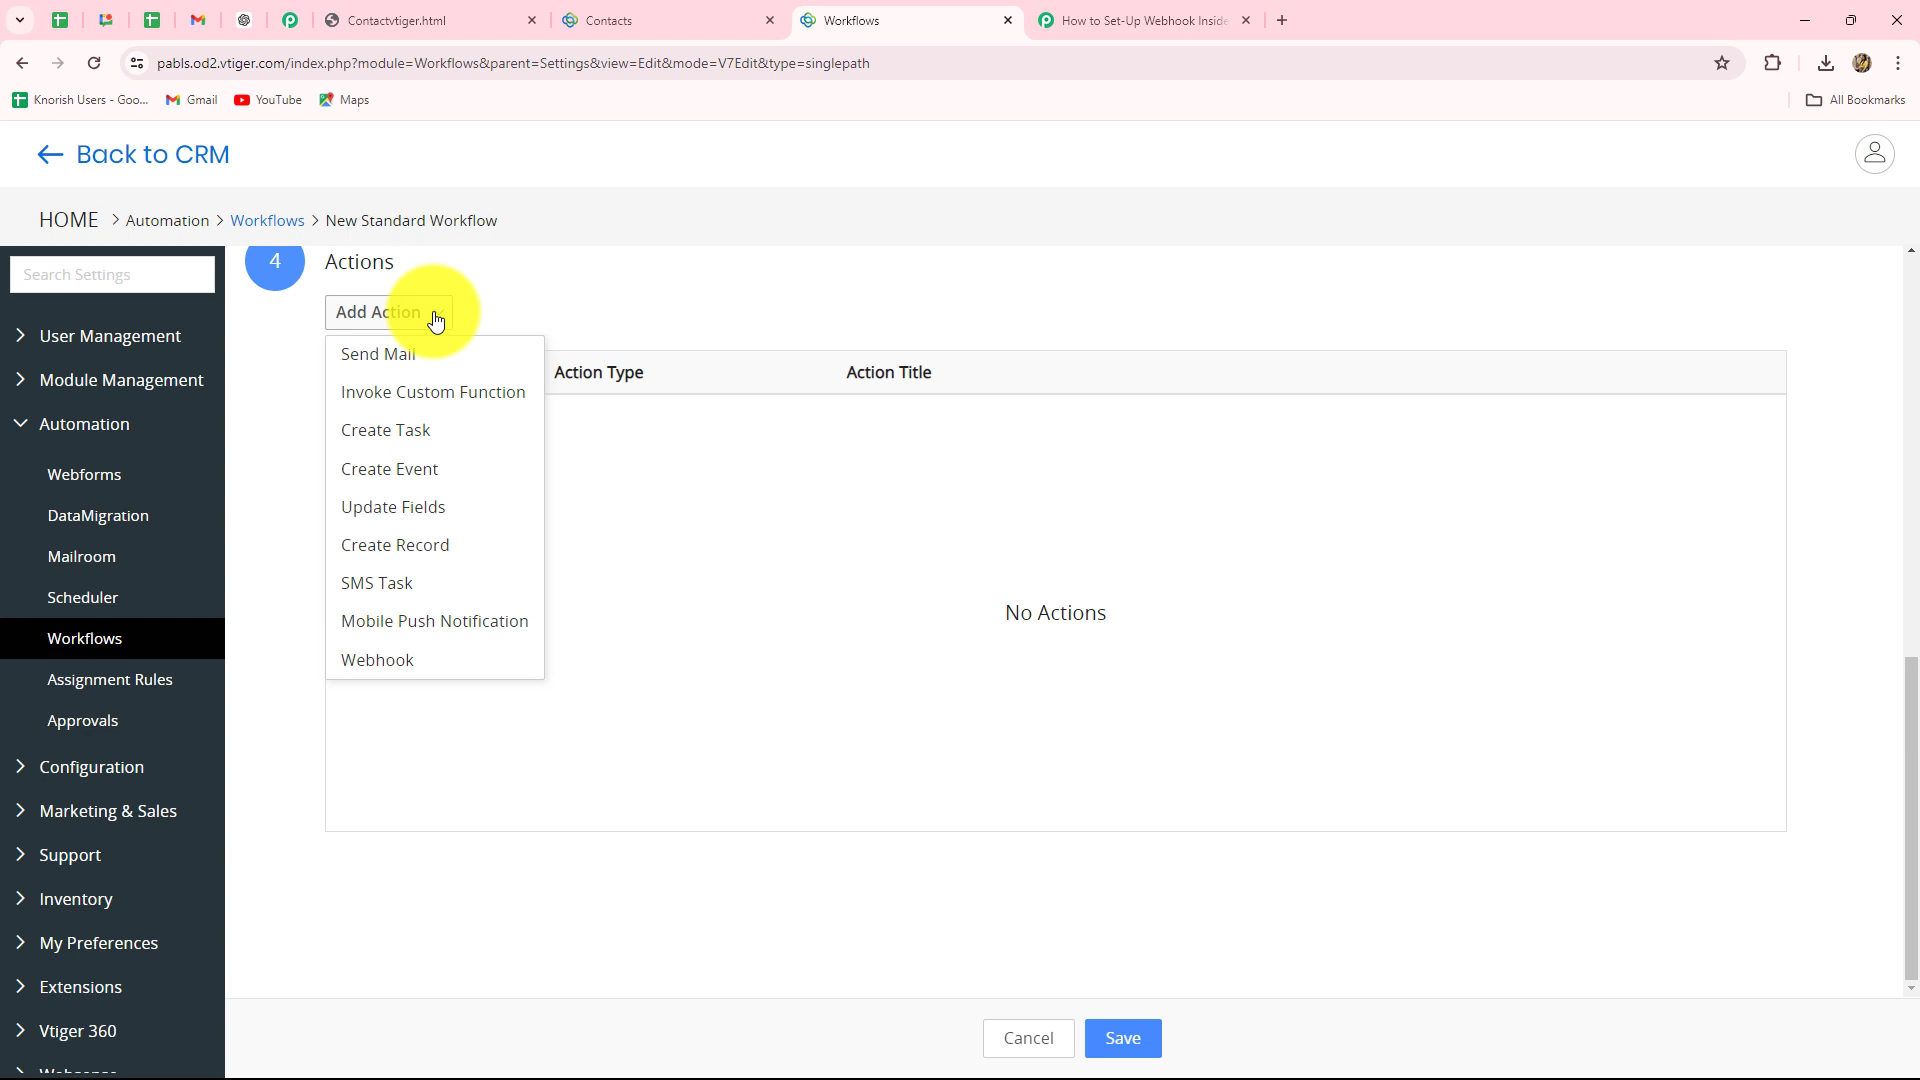 Contactvtiger.html
Contacts
Workflows
How to Set-Up Webhook Inside
pabls.od2.vtiger.com/index.php?module=Workflows&parent=Settings&view=Edit&mode=V7Edit&type=singlepath
Knorish Users - Goo...
Gmail
YouTube
Maps
All Bookmarks
Back to CRM
HOME > Automation > Workflows > New Standard Workflow
Search Settings
User Management
Module Management
Automation
Webforms
DataMigration
Mailroom
Scheduler
Workflows
Assignment Rules
Approvals
Configuration
Marketing & Sales
Support
Inventory
My Preferences
Extensions
Vtiger 360
4
Actions
Add Action
Send Mail
Invoke Custom Function
Create Task
Create Event
Update Fields
Create Record
SMS Task
Mobile Push Notification
Webhook
Action Type
Action Title
No Actions
Cancel
Save